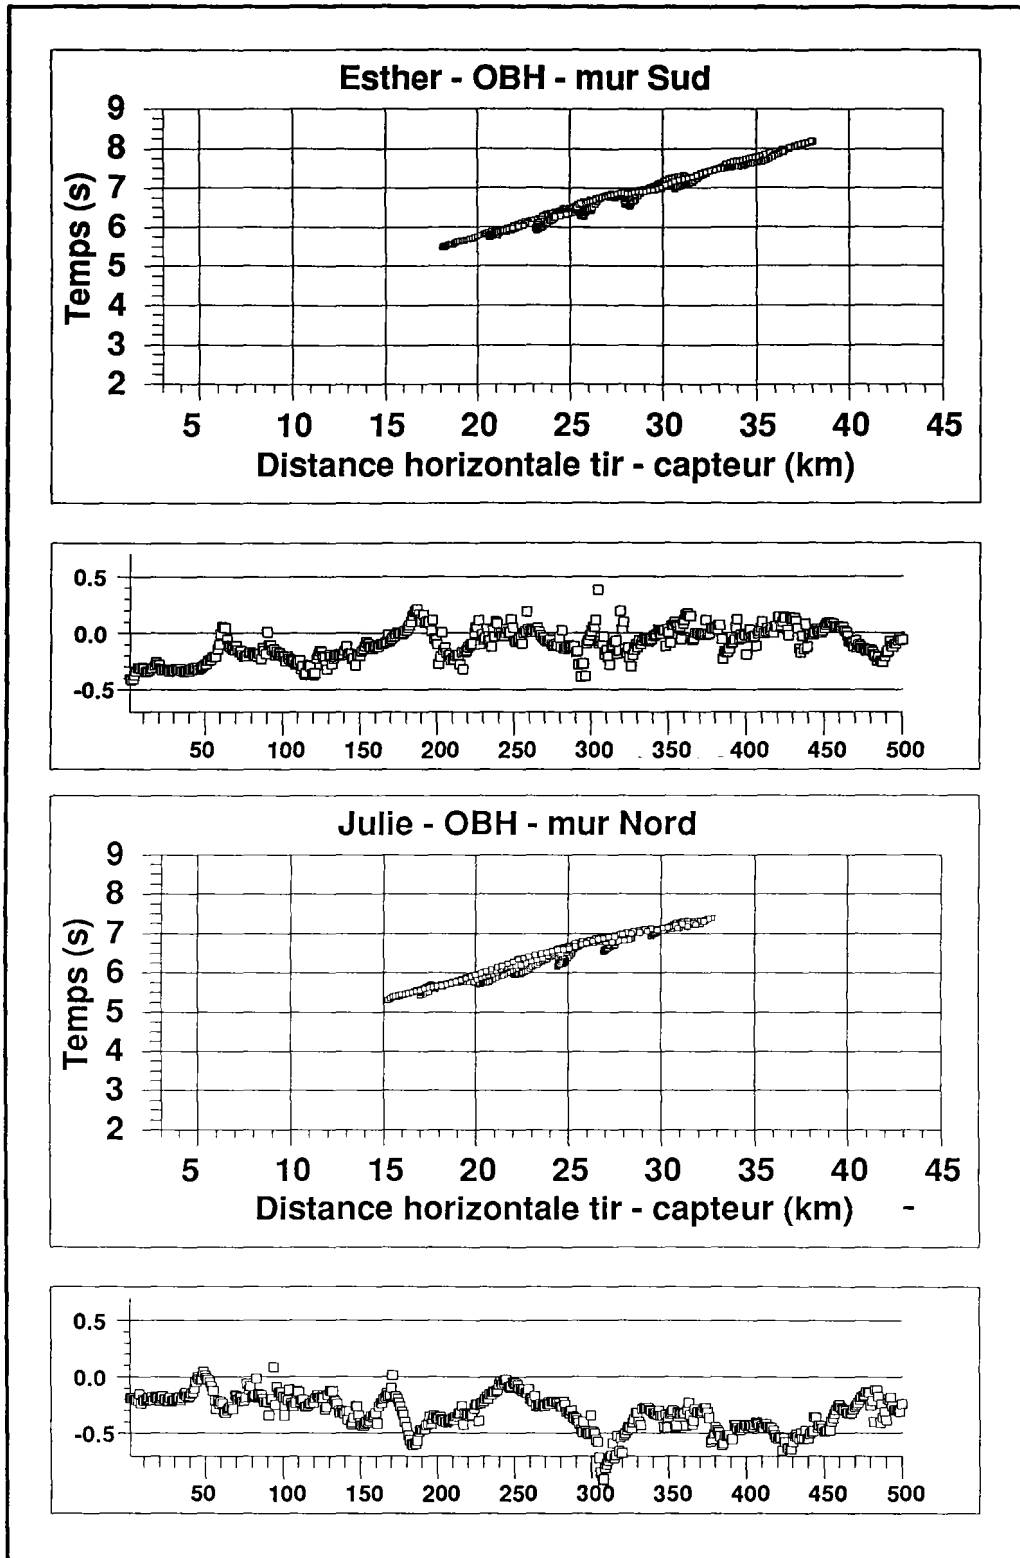 Esther - OBH - mur Sud
9
8
7
6
5
4
3
2
Temps (s)
5 10 15 20 25 30 35 40 45
Distance horizontale tir - capteur (km)
0.5
0.0
-0.5
50 100 150 200 250 300 350 400 450 500
Julie - OBH - mur Nord
9
8
7
6
5
4
3
2
Temps (s)
5 10 15 20 25 30 35 40 45
Distance horizontale tir - capteur (km)
0.5
0.0
-0.5
50 100 150 200 250 300 350 400 450 500